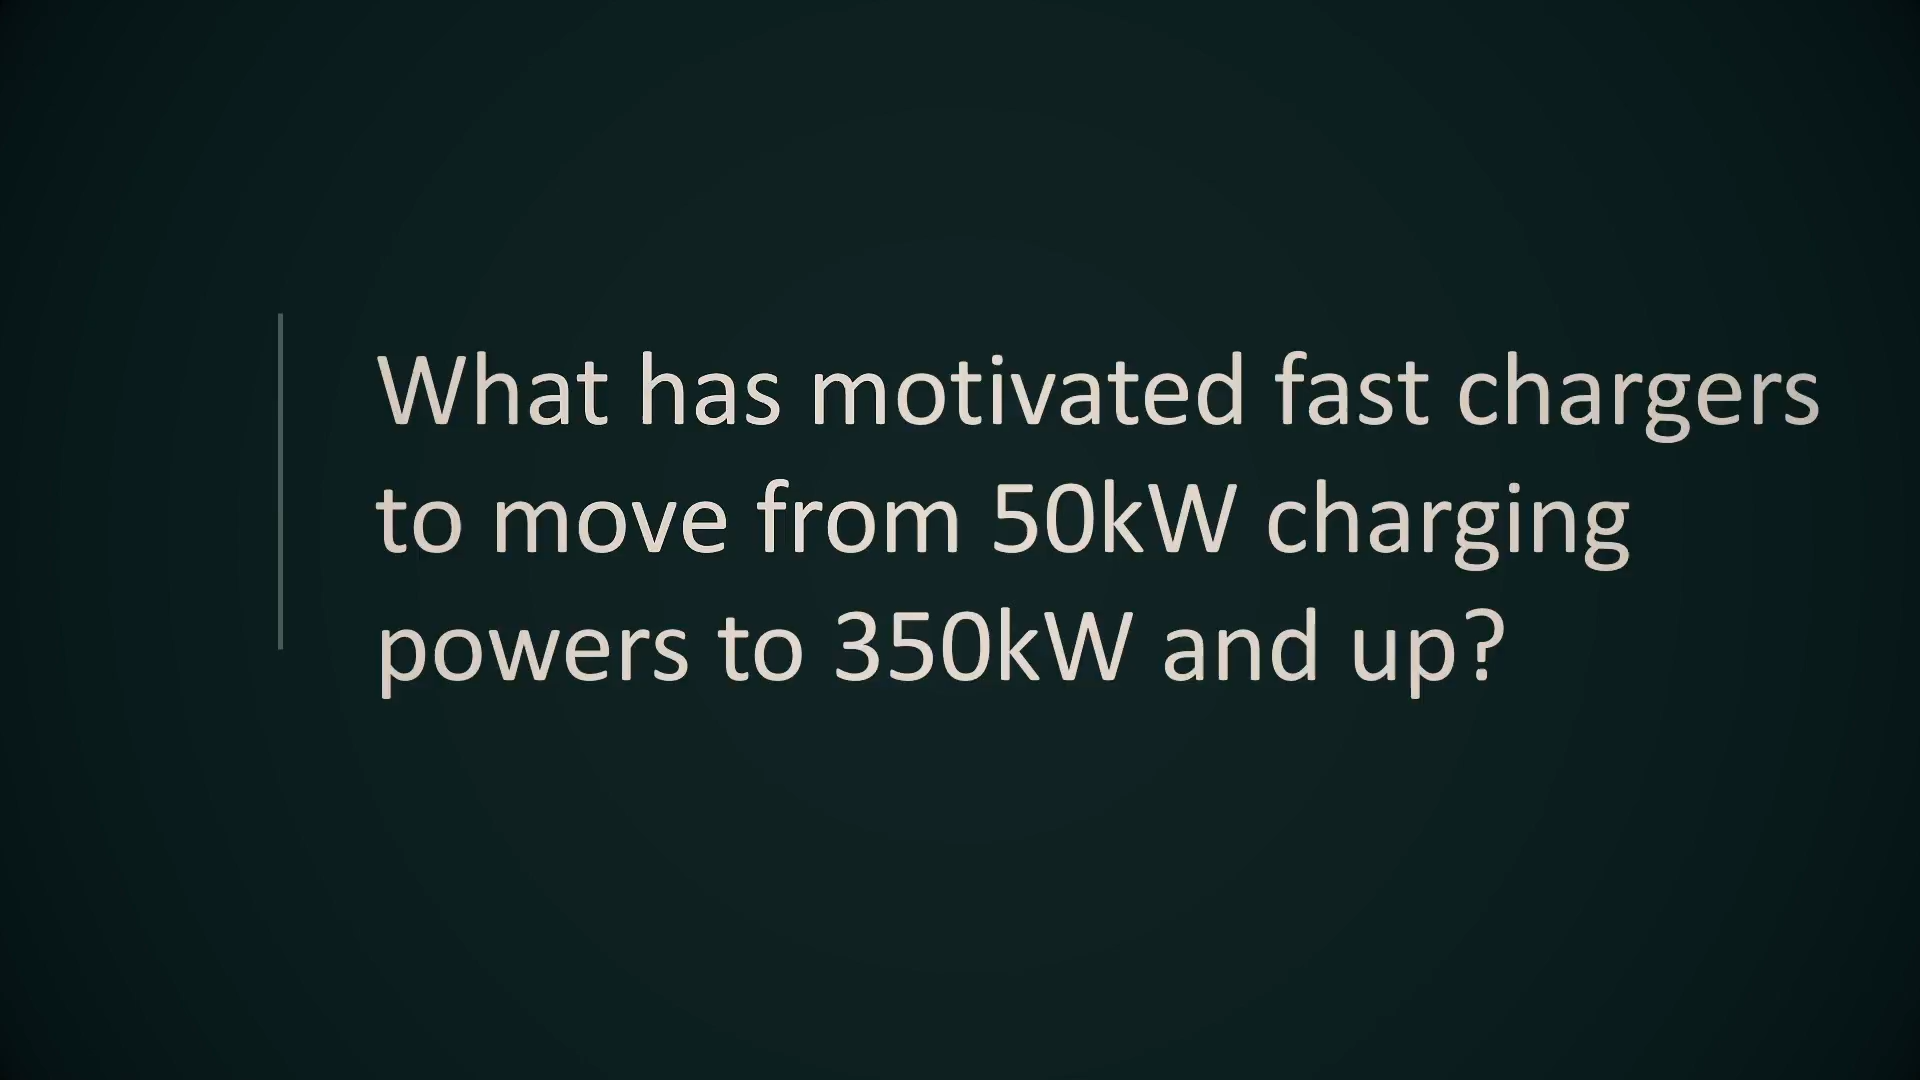 What has motivated fast chargers
to move from 50kW charging
powers to 350kW and up?